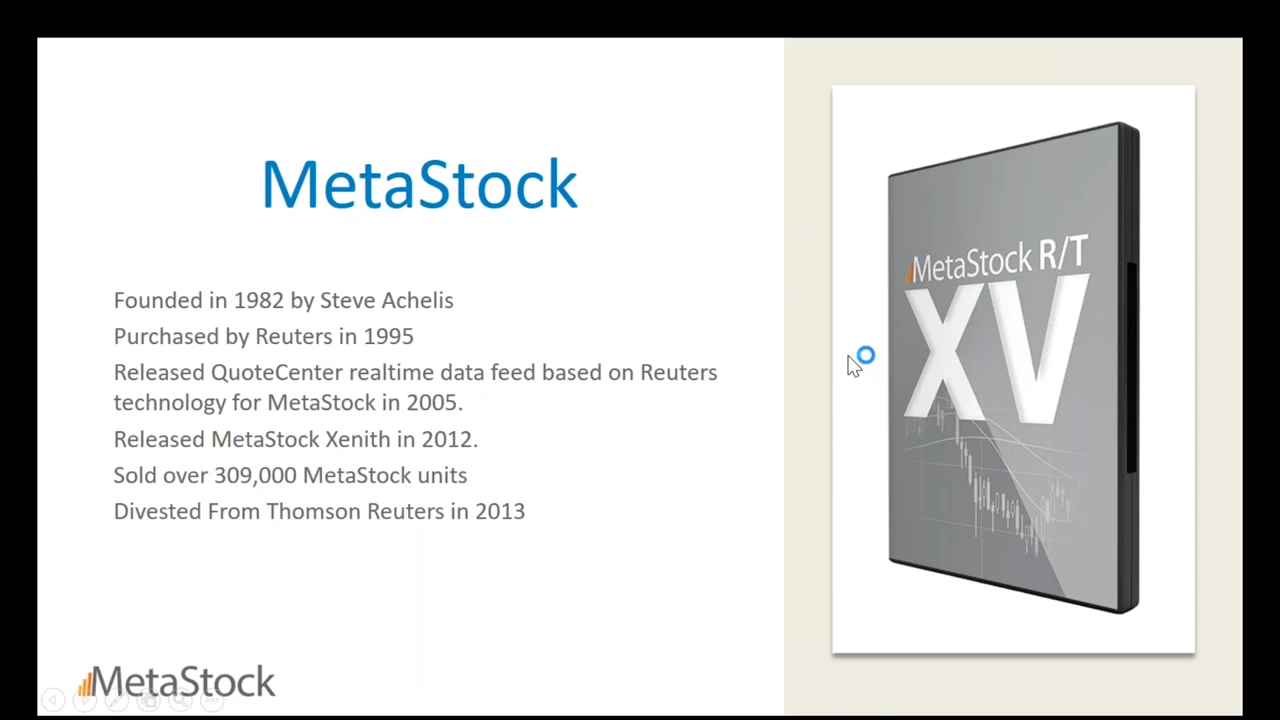 MetaStock
Founded in 1982 by Steve Achelis
Purchased by Reuters in 1995
Released QuoteCenter realtime data feed based on Reuters
technology for MetaStock in 2005.
Released MetaStock Xenith in 2012.
Sold over 309,000 MetaStock units
Divested From Thomson Reuters in 2013
MetaStock R/T
XV
MetaStock